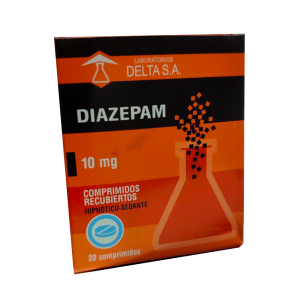 LABORATORIOS
DELTA S.A.
DIAZEPAM
10 mg
COMPRIMIDOS
RECUBIERTOS
HIPNÓTICO-SEDANTE
20 comprimidos